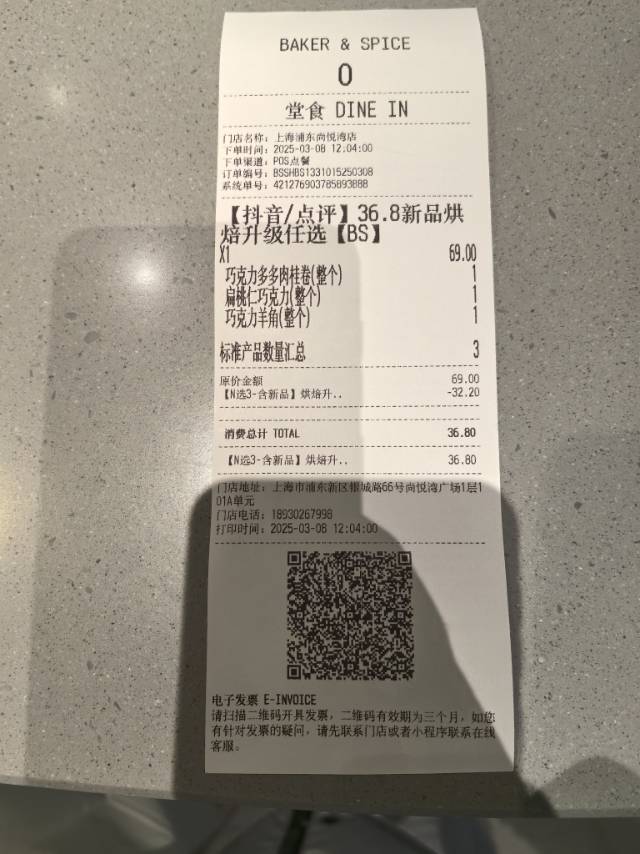 BAKER & SPICE
0
堂食 DINE IN
门店名称：上海浦东尚悦湾店
下单时间：2025-03-08 12:04:00
下单渠道：POS点餐
订单编号：BSSHBS1331015250308
系统单号：421276903785893888
【抖音/点评】36.8新品烘
焙升级任选【BS】
X1 69.00
巧克力多多肉桂卷(整个) 1
扁桃仁巧克力(整个) 1
巧克力羊角(整个) 1
标准产品数量汇总 3
原价金额 69.00
【N选3-含新品】烘焙升.. -32.20
消费总计 TOTAL 36.80
【N选3-含新品】烘焙升.. 36.80
门店地址：上海市浦东新区银城路66号尚悦湾广场1层1
01A单元
门店电话：18930267998
打印时间：2025-03-08 12:04:00
电子发票 E-INVOICE
请扫描二维码开具发票，二维码有效期为三个月，如您
有针对发票的疑问，请先联系门店或者小程序联系在线
客服。